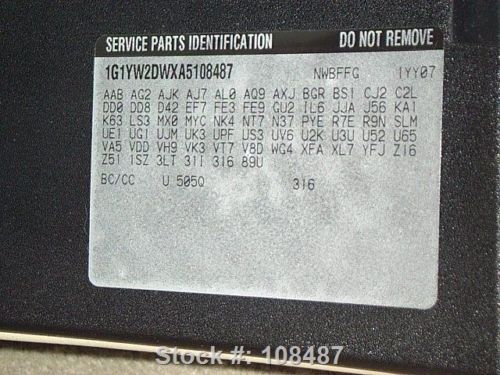 SERVICE PARTS IDENTIFICATION DO NOT REMOVE
1G1YW2DWXA5108487 NWBFFG 1YY07
AAB AG2 AJK AJ7 AL0 AQ9 AXJ BGR BS1 CJ2 C2L
DD0 DD8 D42 EF7 FE3 FE9 GU2 IL6 JJA J56 KA1
K63 LS3 MX0 MYC NK4 NT7 N37 PYE R7E R9N SLM
UE1 UG1 UJM UK3 UPF US3 UV6 U2K U3U U52 U65
VA5 VDD VH9 VK3 VT7 V8D WG4 XFA XL7 YFJ Z16
Z51 1SZ 3LT 31I 316 89U
BC/CC U 505Q 316
Stock #: 108487